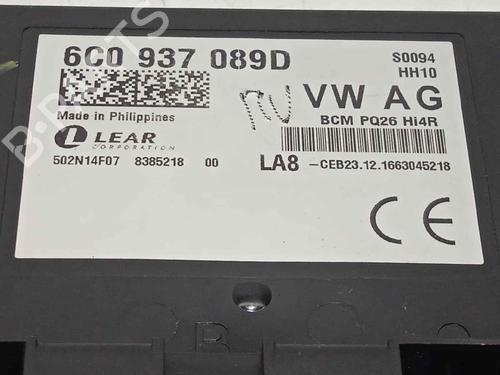 6C0 937 089D
S0094
HH10
Made in Philippines
VW AG
BCM PQ26 Hi4R
LEAR
CORPORATION
502N14F07 8385218 00
LA8 -CEB23.12.1663045218
CE
B